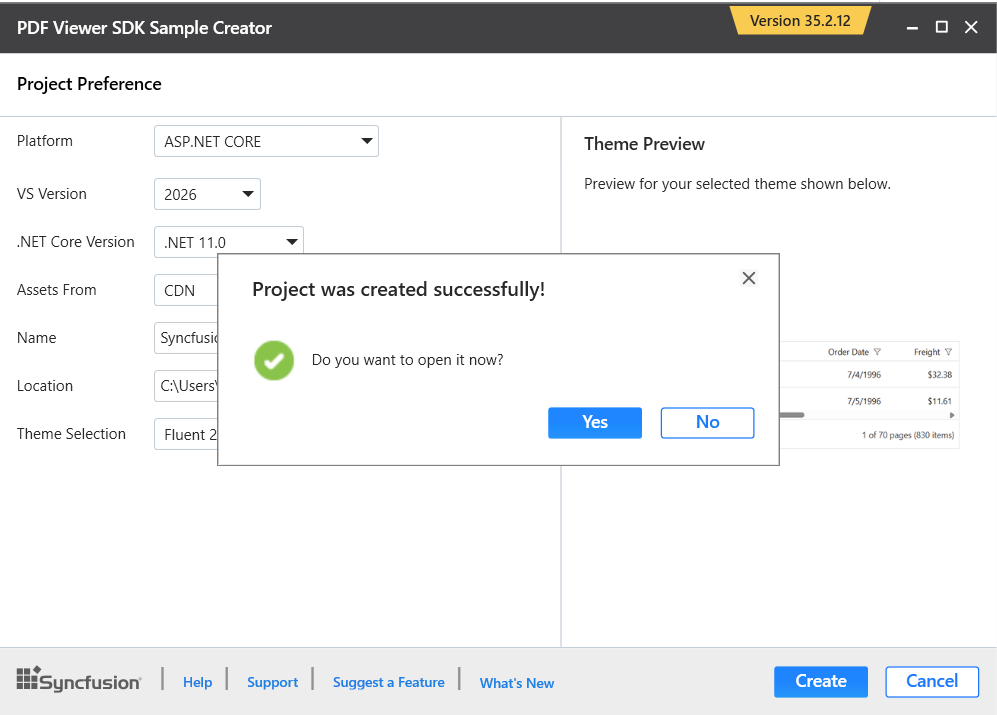 PDF Viewer SDK Sample Creator
Version 35.2.12
Project Preference
Platform
ASP.NET CORE
VS Version
2026
.NET Core Version
.NET 11.0
Assets From
CDN
Name
Location
C:\Users\
Theme Selection
Fluent 2
Theme Preview
Preview for your selected theme shown below.
Order Date Freight
7/4/1996 $32.38
7/5/1996 $11.61
1 of 70 pages (830 items)
Project was created successfully!
Do you want to open it now?
Yes No
Syncfusion
Help
Support
Suggest a Feature
What's New
Create
Cancel